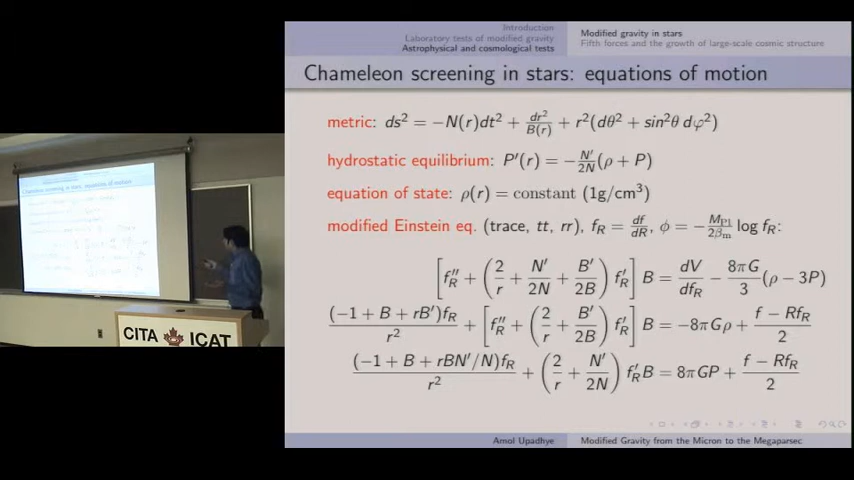 Introduction
Laboratory tests of modified gravity
Astrophysical and cosmological tests
Modified gravity in stars
Fifth forces and the growth of large-scale cosmic structure
Chameleon screening in stars: equations of motion
metric: ds² = −N(r)dt² + dr²/B(r) + r²(dθ² + sin²θ dφ²)
hydrostatic equilibrium: P′(r) = −N′/2N (ρ + P)
equation of state: ρ(r) = constant (1g/cm³)
modified Einstein eq. (trace, tt, rr), f_R = df/dR, φ = −M_Pl/2β_m log f_R:
[f″_R + (2/r + N′/2N + B′/2B) f′_R] B = dV/df_R − 8πG/3 (ρ − 3P)
(−1 + B + rB′)f_R/r² + [f″_R + (2/r + B′/2B) f′_R] B = −8πGρ + (f − Rf_R)/2
(−1 + B + rBN′/N)f_R/r² + (2/r + N′/2N) f′_R B = 8πGP + (f − Rf_R)/2
Amol Upadhye
Modified Gravity from the Micron to the Megaparsec
CITA ICAT